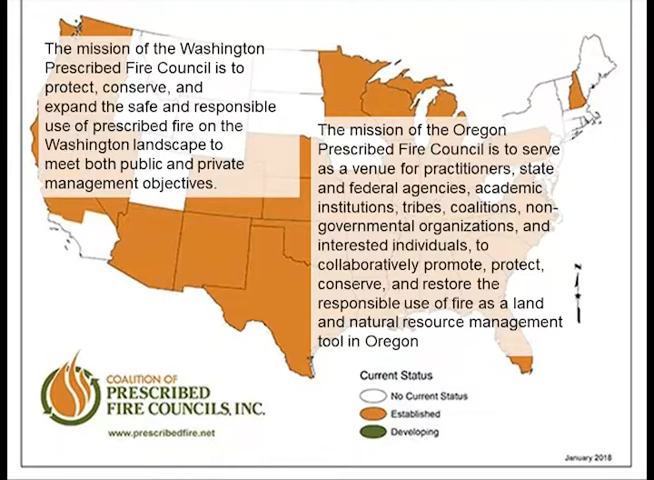 The mission of the Washington
Prescribed Fire Council is to
protect, conserve, and
expand the safe and responsible
use of prescribed fire on the
Washington landscape to
meet both public and private
management objectives.
The mission of the Oregon
Prescribed Fire Council is to serve
as a venue for practitioners, state
and federal agencies, academic
institutions, tribes, coalitions, non-
governmental organizations, and
interested individuals, to
collaboratively promote, protect,
conserve, and restore the
responsible use of fire as a land
and natural resource management
tool in Oregon
N
COALITION OF
PRESCRIBED
FIRE COUNCILS, INC.
www.prescribedfire.net
Current Status
No Current Status
Established
Developing
January 2018